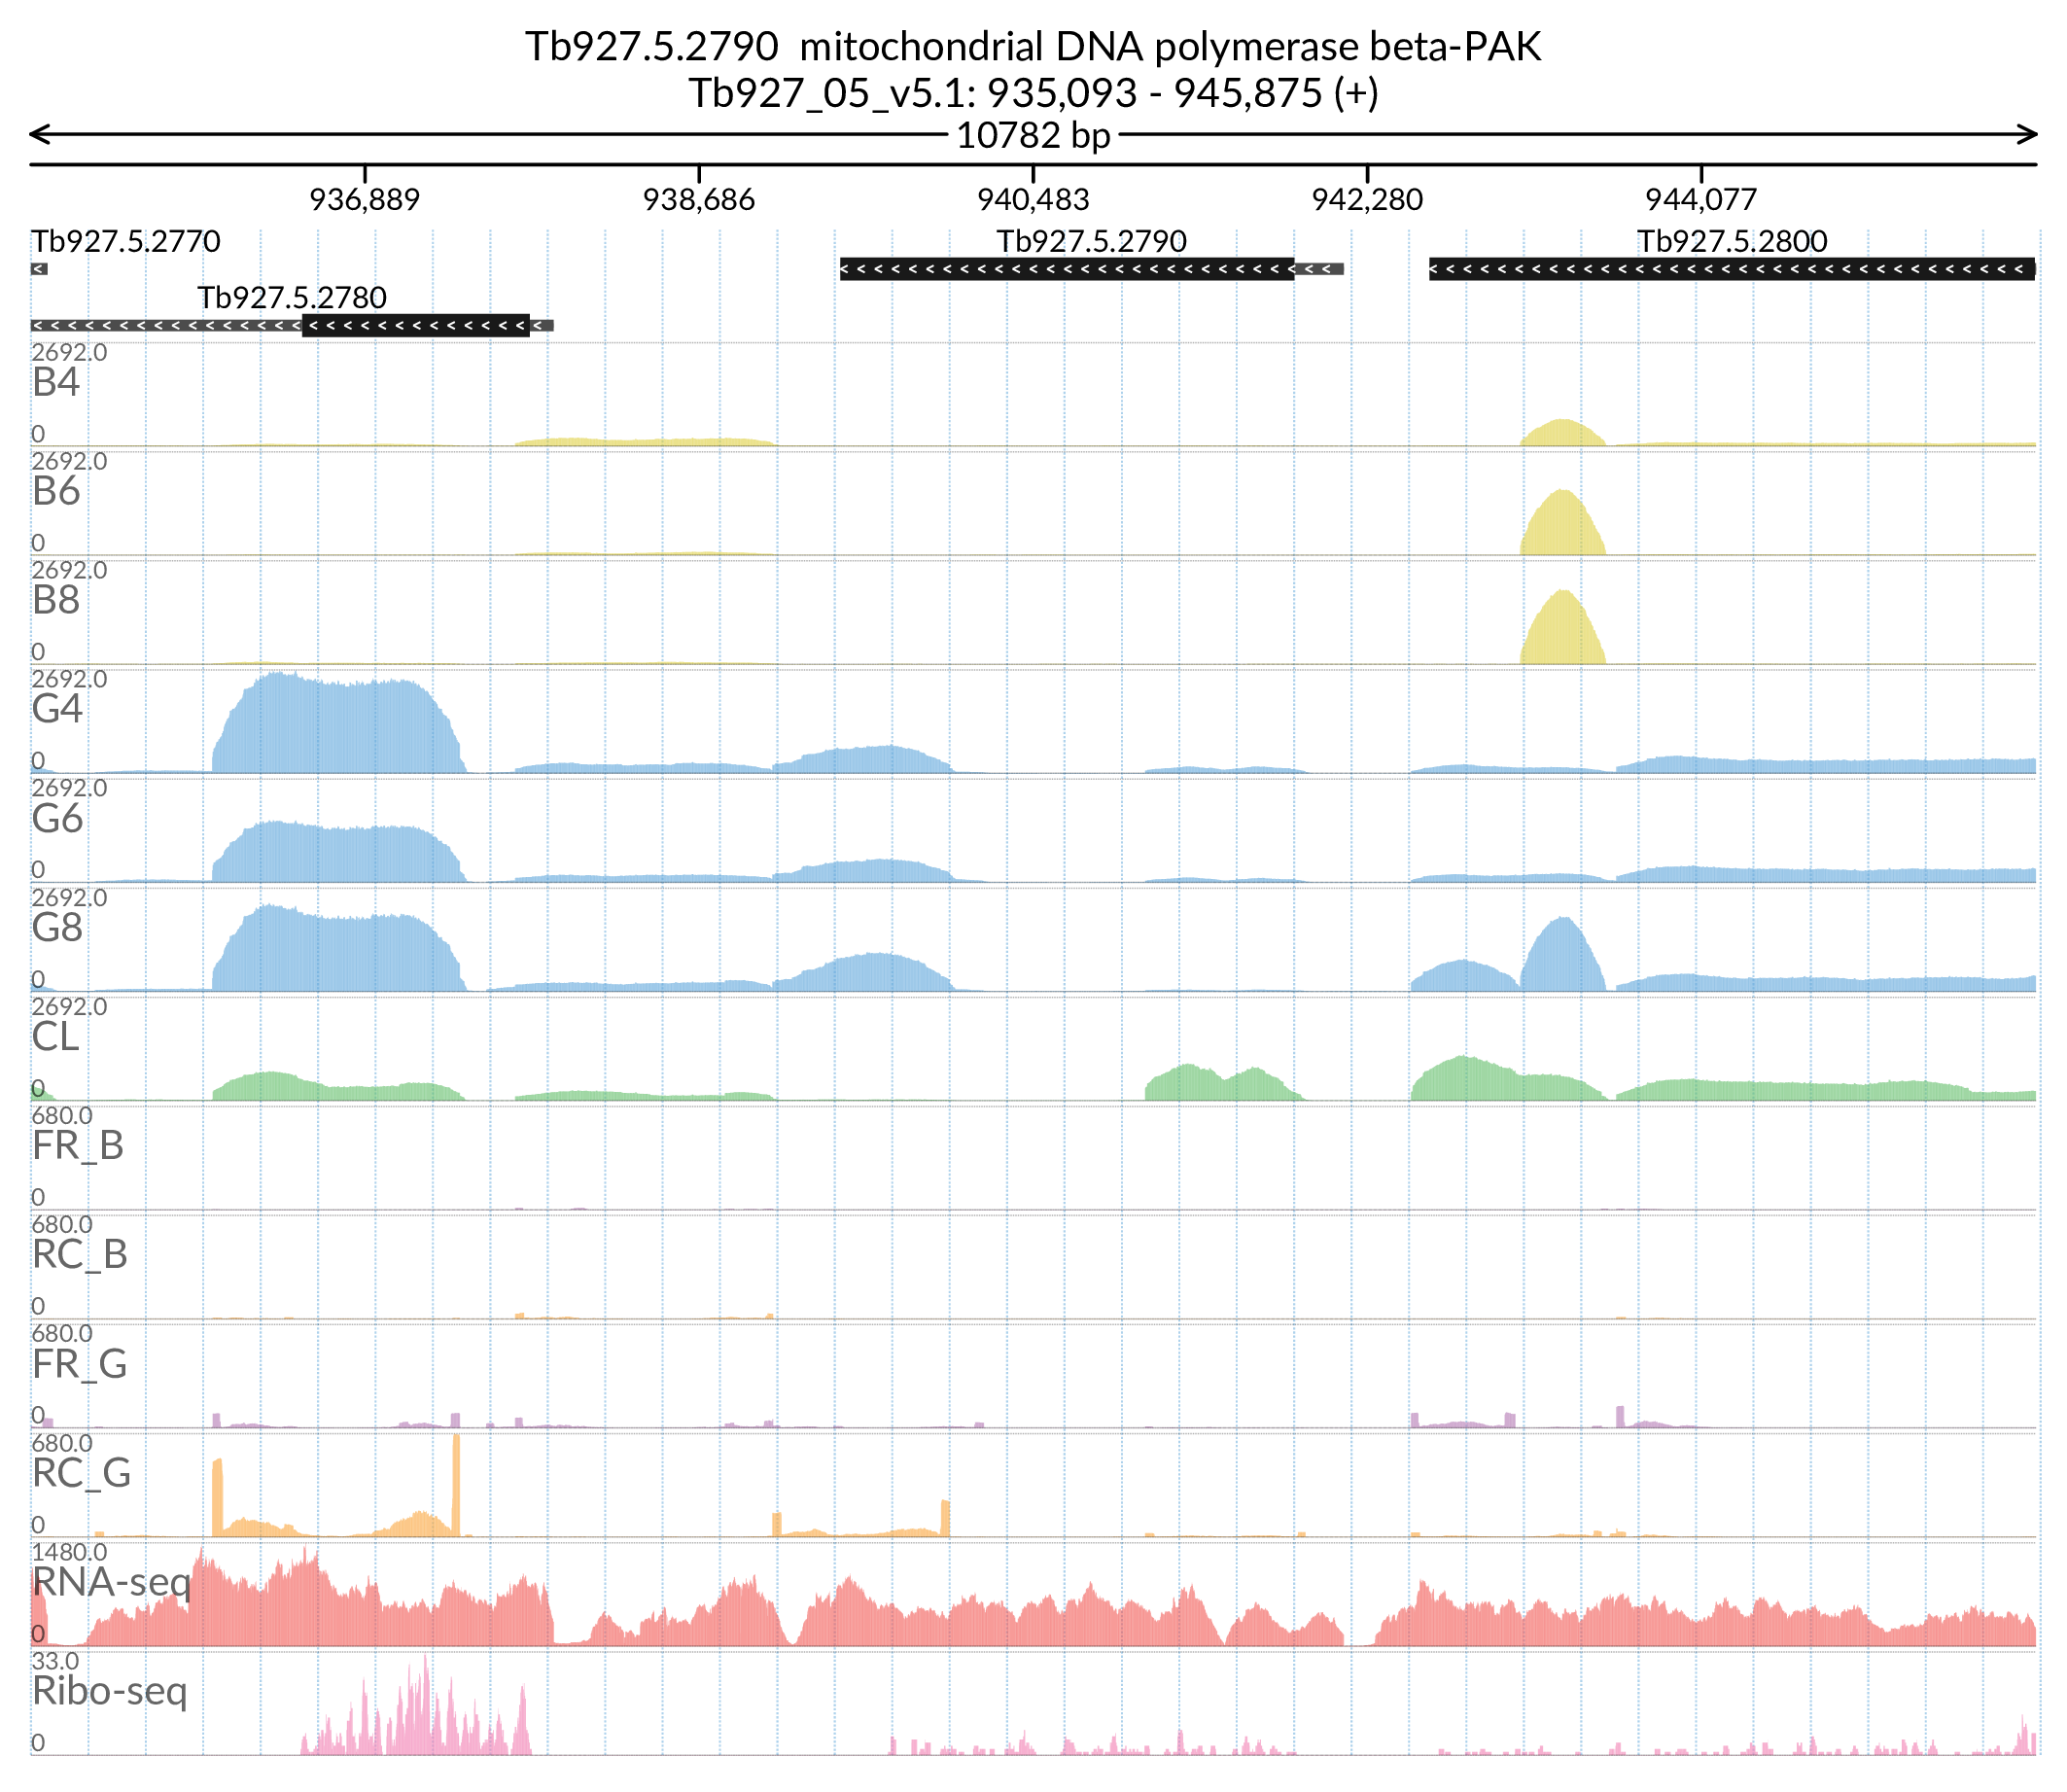 Tb927.5.2790 mitochondrial DNA polymerase beta-PAK
Tb927_05_v5.1: 935,093 - 945,875 (+)
10782 bp
936,889 938,686 940,483 942,280 944,077
Tb927.5.2770 Tb927.5.2790 Tb927.5.2800
Tb927.5.2780
2692.0
B4
0
2692.0
B6
0
2692.0
B8
0
2692.0
G4
0
2692.0
G6
0
2692.0
G8
0
2692.0
CL
0
680.0
FR_B
0
680.0
RC_B
0
680.0
FR_G
0
680.0
RC_G
0
1480.0
RNA-seq
0
33.0
Ribo-seq
0